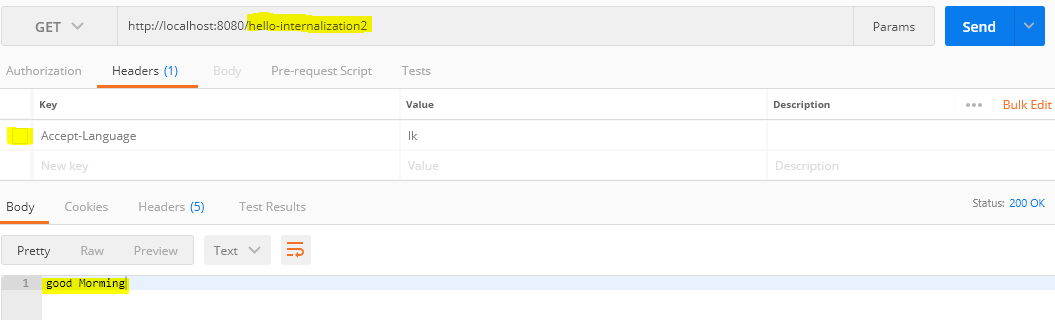 GET http://localhost:8080/hello-internalization2 Params Send
Authorization Headers (1) Body Pre-request Script Tests
Key Value Description ••• Bulk Edit
Accept-Language lk
New key Value Description
Body Cookies Headers (5) Test Results Status: 200 OK
Pretty Raw Preview Text
1 good Morming